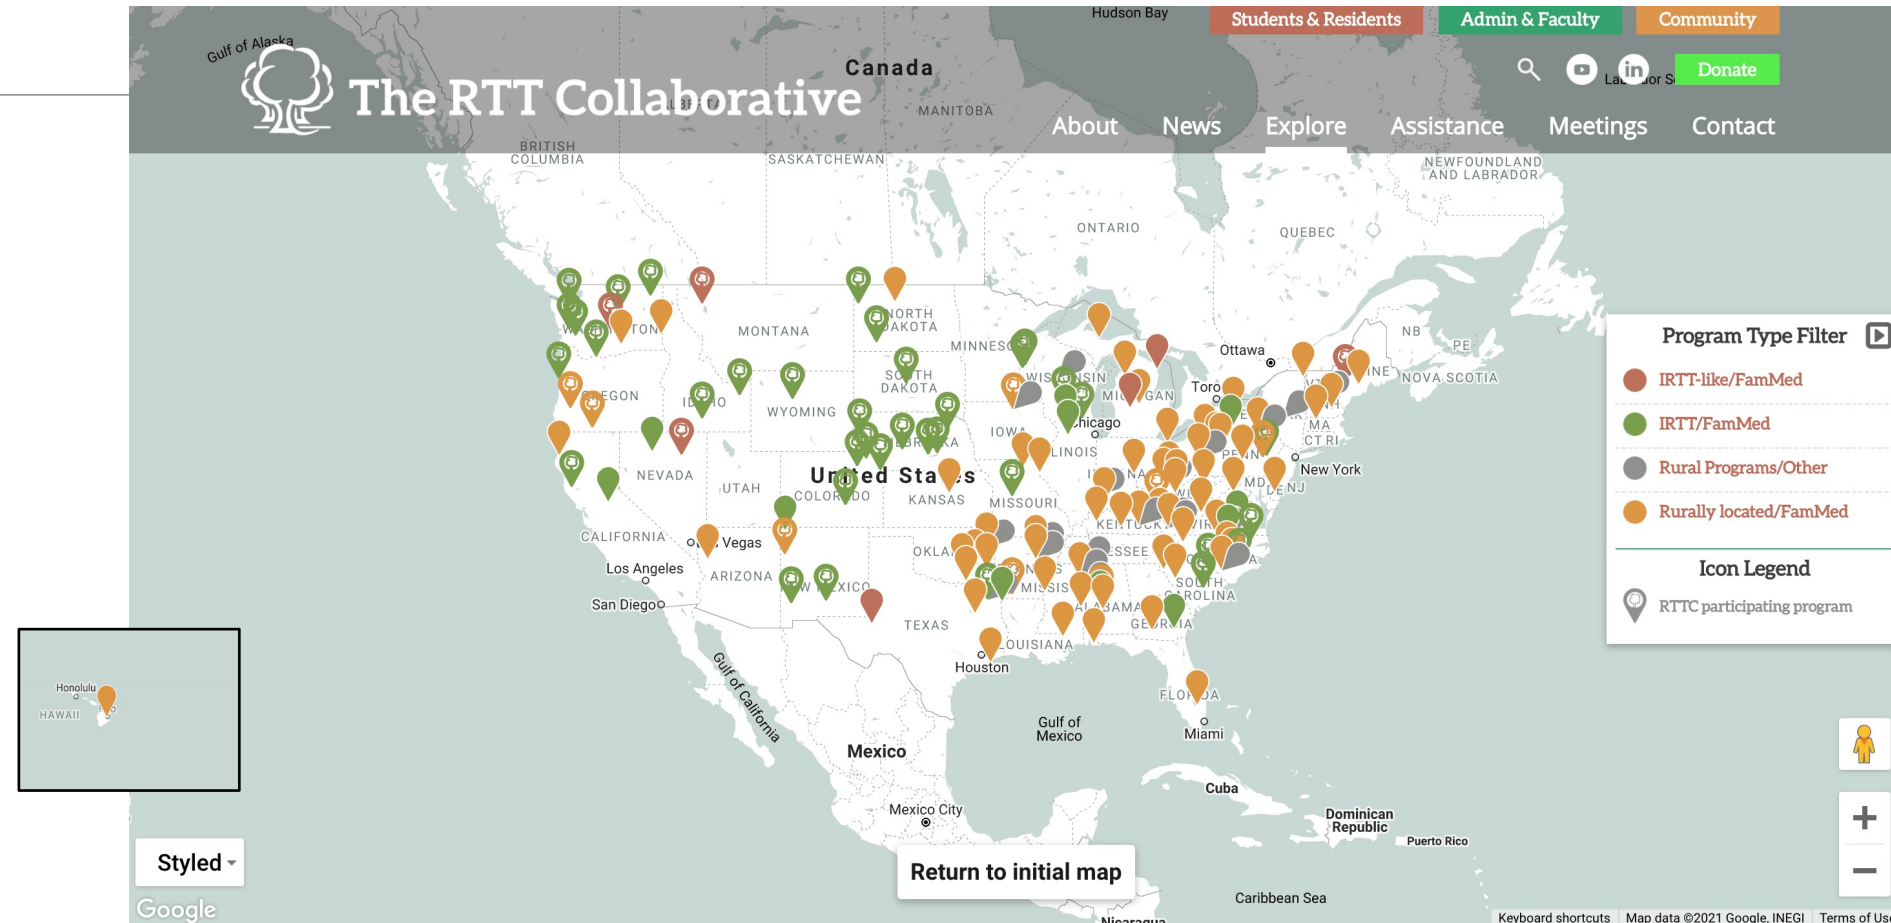 Hudson Bay
Students & Residents
Admin & Faculty
Community
Gulf of Alaska
Canada
The RTT Collaborative
MANITOBA
in
Donate
About
News
Explore
Assistance
Meetings
Contact
BRITISH
COLUMBIA
SASKATCHEWAN
NEWFOUNDLAND
AND LABRADOR
ONTARIO
QUEBEC
NORTH
MONTANA
Ottawa
NB
PE
NOVA SCOTIA
Program Type Filter
IRTT-like/FamMed
IRTT/FamMed
Rural Programs/Other
Rurally located/FamMed
Icon Legend
RTTC participating program
SOUTH
DAKOTA
WYOMING
IOWA
MA
CT RI
New York
NEVADA
UTAH
KANSAS
MISSOURI
CALIFORNIA
Vegas
Los Angeles
ARIZONA
San Diego
TEXAS
SOUTH
CAROLINA
LOUISIANA
Houston
Gulf of California
Gulf of
Mexico
Miami
Mexico
Mexico City
Cuba
Dominican
Republic
Puerto Rico
Caribbean Sea
Honolulu
HAWAII
Styled
Return to initial map
Google
Keyboard shortcuts
Map data ©2021 Google, INEGI